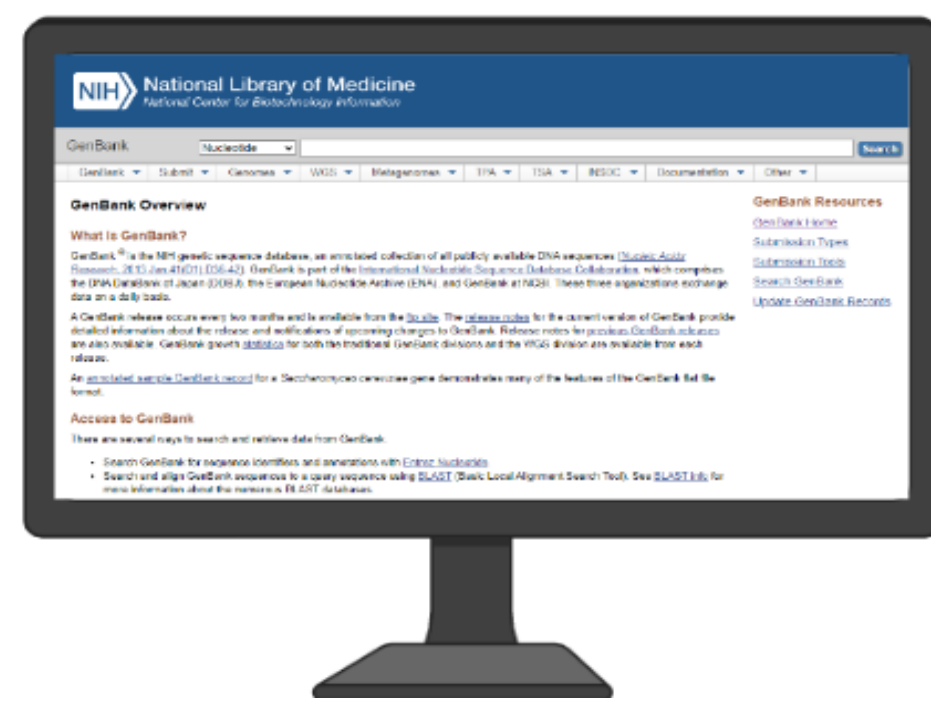 NIH National Library of Medicine
National Center for Biotechnology Information
GenBank Nucleotide Search
GenBank Submit Genomes WGS Metagenomes TPA TSA INSDC Documentation Other
GenBank Overview
What is GenBank?
GenBank ® is the NIH genetic sequence database, an annotated collection of all publicly available DNA sequences (Nucleic Acids
Research, 2013 Jan;41(D1):D36-42). GenBank is part of the International Nucleotide Sequence Database Collaboration, which comprises
the DNA DataBank of Japan (DDBJ), the European Nucleotide Archive (ENA), and GenBank at NCBI. These three organizations exchange
data on a daily basis.
A GenBank release occurs every two months and is available from the ftp site. The release notes for the current version of GenBank provide
detailed information about the release and notifications of upcoming changes to GenBank. Release notes for previous GenBank releases
are also available. GenBank growth statistics for both the traditional GenBank divisions and the WGS division are available from each
release.
An annotated sample GenBank record for a Saccharomyces cerevisiae gene demonstrates many of the features of the GenBank flat file
format.
Access to GenBank
There are several ways to search and retrieve data from GenBank.
• Search GenBank for sequence identifiers and annotations with Entrez Nucleotide
• Search and align GenBank sequences to a query sequence using BLAST (Basic Local Alignment Search Tool). See BLAST info for
more information about the numerous BLAST databases.
GenBank Resources
GenBank Home
Submission Types
Submission Tools
Search GenBank
Update GenBank Records